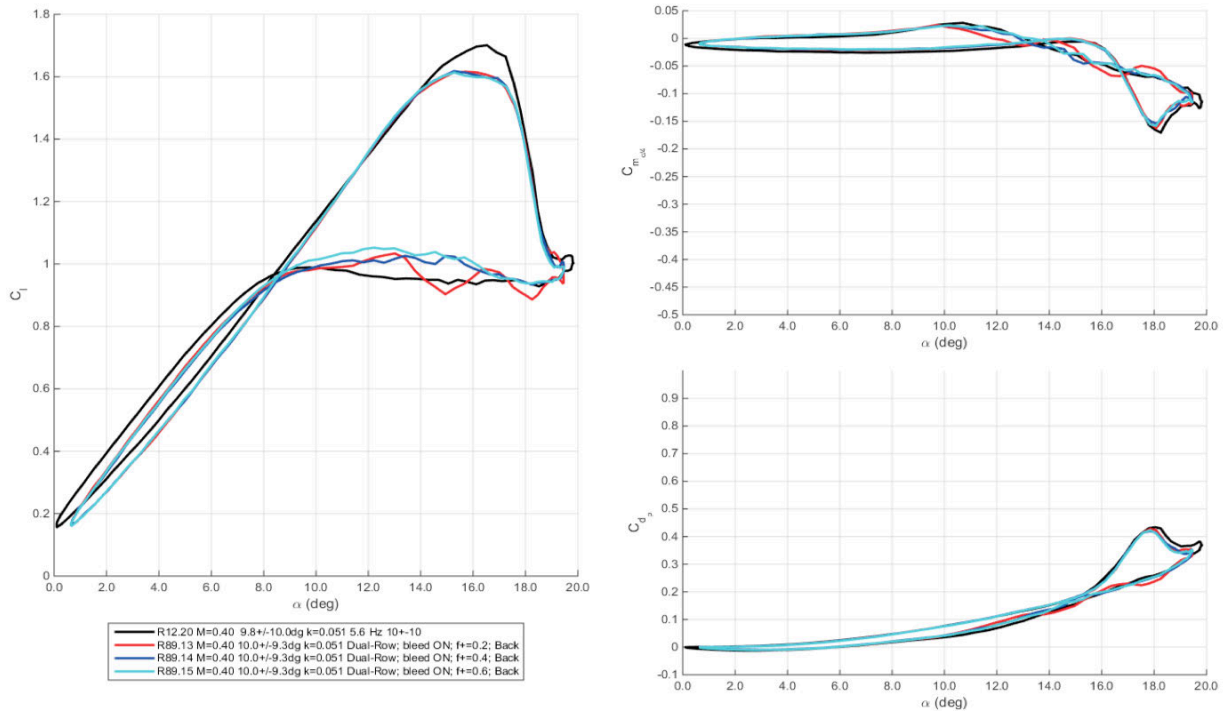 1.8
1.6
1.4
1.2
1
0.8
0.6
0.4
0.2
0
C_l
0.0 2.0 4.0 6.0 8.0 10.0 12.0 14.0 16.0 18.0 20.0
α (deg)
R12.20 M=0.40 9.8+/-10.0dg k=0.051 5.6 Hz 10+-10
R89.13 M=0.40 10.0+/-9.3dg k=0.051 Dual-Row; bleed ON; f+=0.2; Back
R89.14 M=0.40 10.0+/-9.3dg k=0.051 Dual-Row; bleed ON; f+=0.4; Back
R89.15 M=0.40 10.0+/-9.3dg k=0.051 Dual-Row; bleed ON; f+=0.6; Back
0.05
0
-0.05
-0.1
-0.15
-0.2
-0.25
-0.3
-0.35
-0.4
-0.45
-0.5
C_m_c/4
0.0 2.0 4.0 6.0 8.0 10.0 12.0 14.0 16.0 18.0 20.0
α (deg)
0.9
0.8
0.7
0.6
0.5
0.4
0.3
0.2
0.1
0
-0.1
C_d_p
0.0 2.0 4.0 6.0 8.0 10.0 12.0 14.0 16.0 18.0 20.0
α (deg)